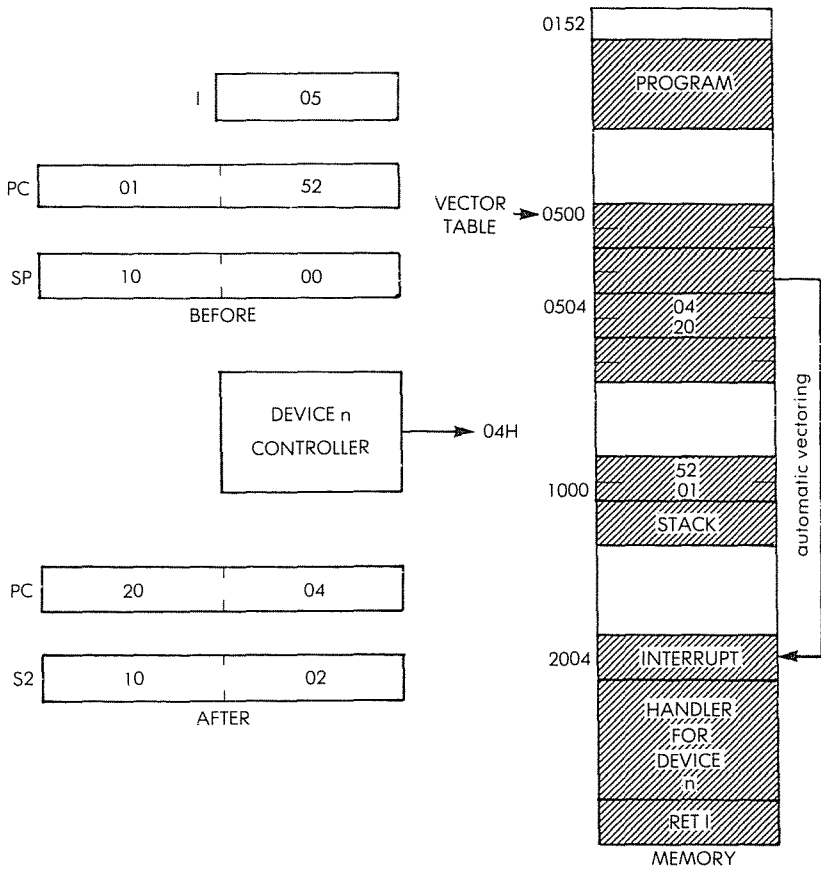 I
05
PC
01
52
SP
10
00
BEFORE
DEVICE n
CONTROLLER
04H
PC
20
04
S2
10
02
AFTER
0152
PROGRAM
VECTOR
TABLE
0500
0504
04
20
52
1000
01
STACK
2004
INTERRUPT
HANDLER
FOR
DEVICE
n
RET I
MEMORY
automatic vectoring